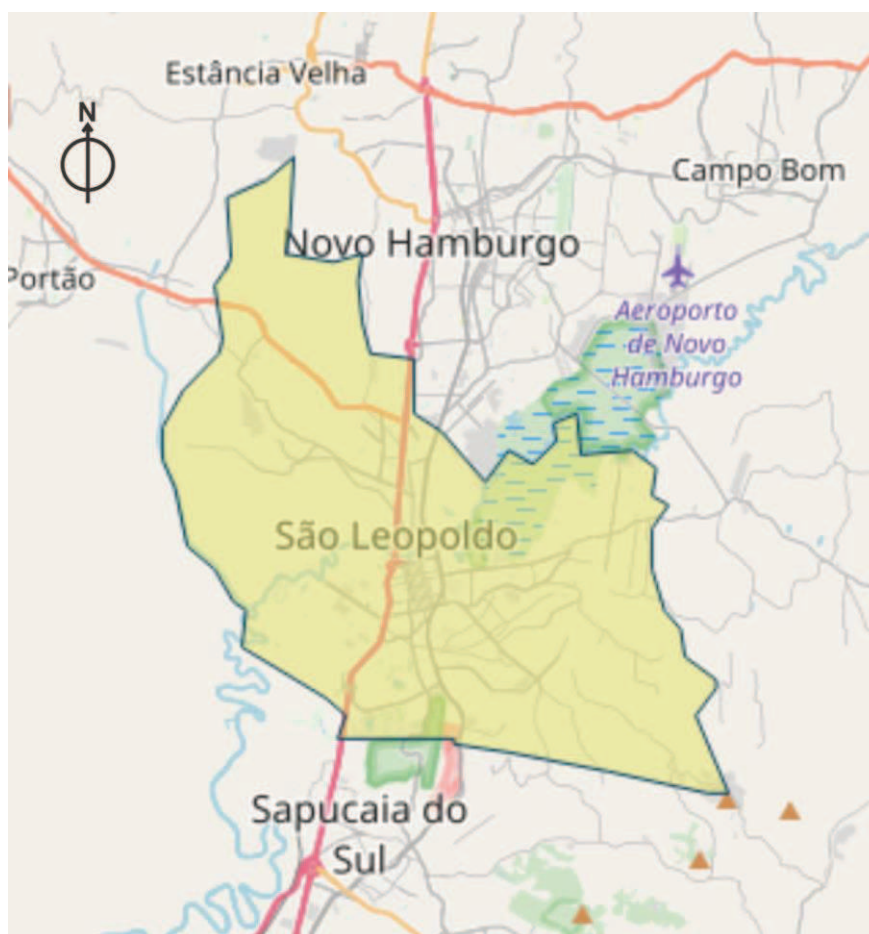 Estância Velha
N
Campo Bom
Novo Hamburgo
Portão
Aeroporto
de Novo
Hamburgo
São Leopoldo
Sapucaia do
Sul